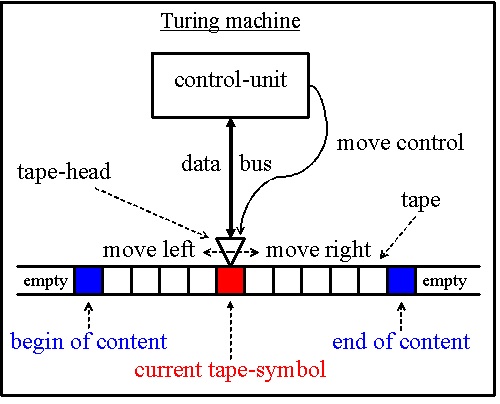 Turing machine
control-unit
data bus
move control
tape-head
tape
move left move right
empty
empty
begin of content
end of content
current tape-symbol